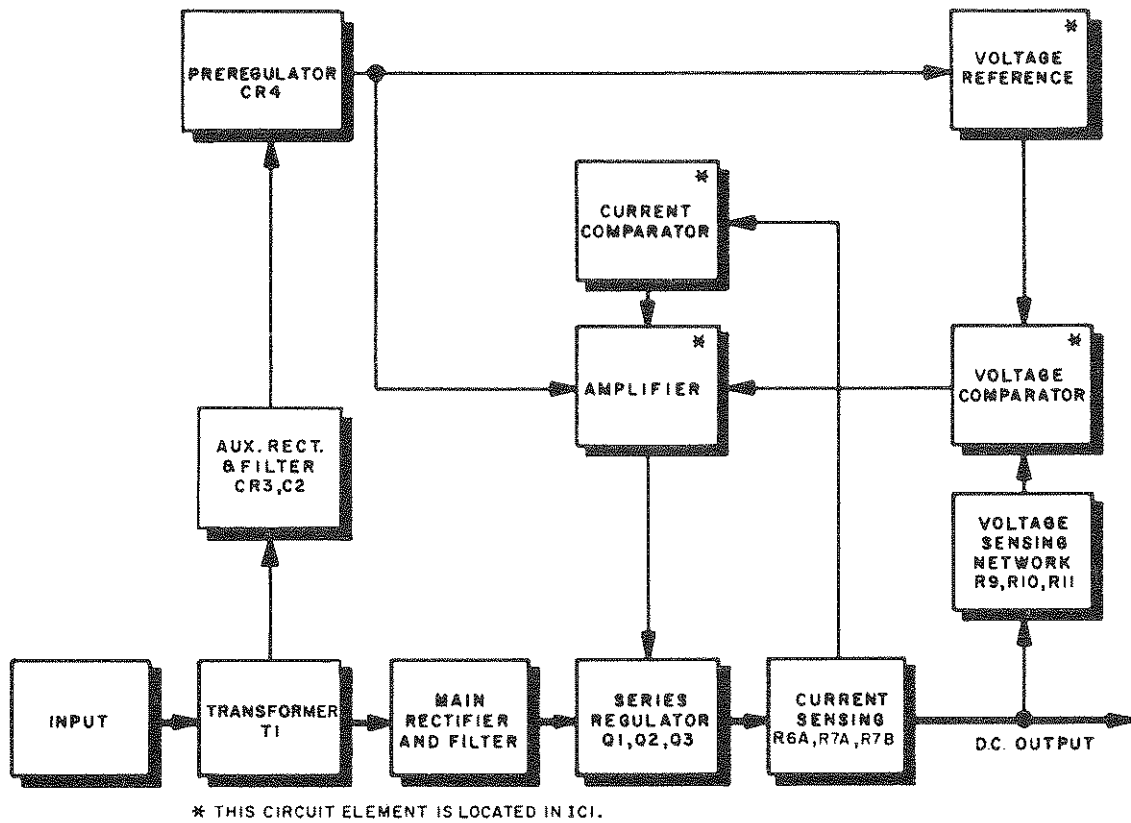 PREREGULATOR
CR4
*
VOLTAGE
REFERENCE
*
CURRENT
COMPARATOR
*
AMPLIFIER
*
VOLTAGE
COMPARATOR
AUX. RECT.
& FILTER
CR3,C2
VOLTAGE
SENSING
NETWORK
R9,R10,R11
INPUT
TRANSFORMER
T1
MAIN
RECTIFIER
AND FILTER
SERIES
REGULATOR
Q1,Q2,Q3
CURRENT
SENSING
R6A,R7A,R7B
D.C. OUTPUT
* THIS CIRCUIT ELEMENT IS LOCATED IN IC1.